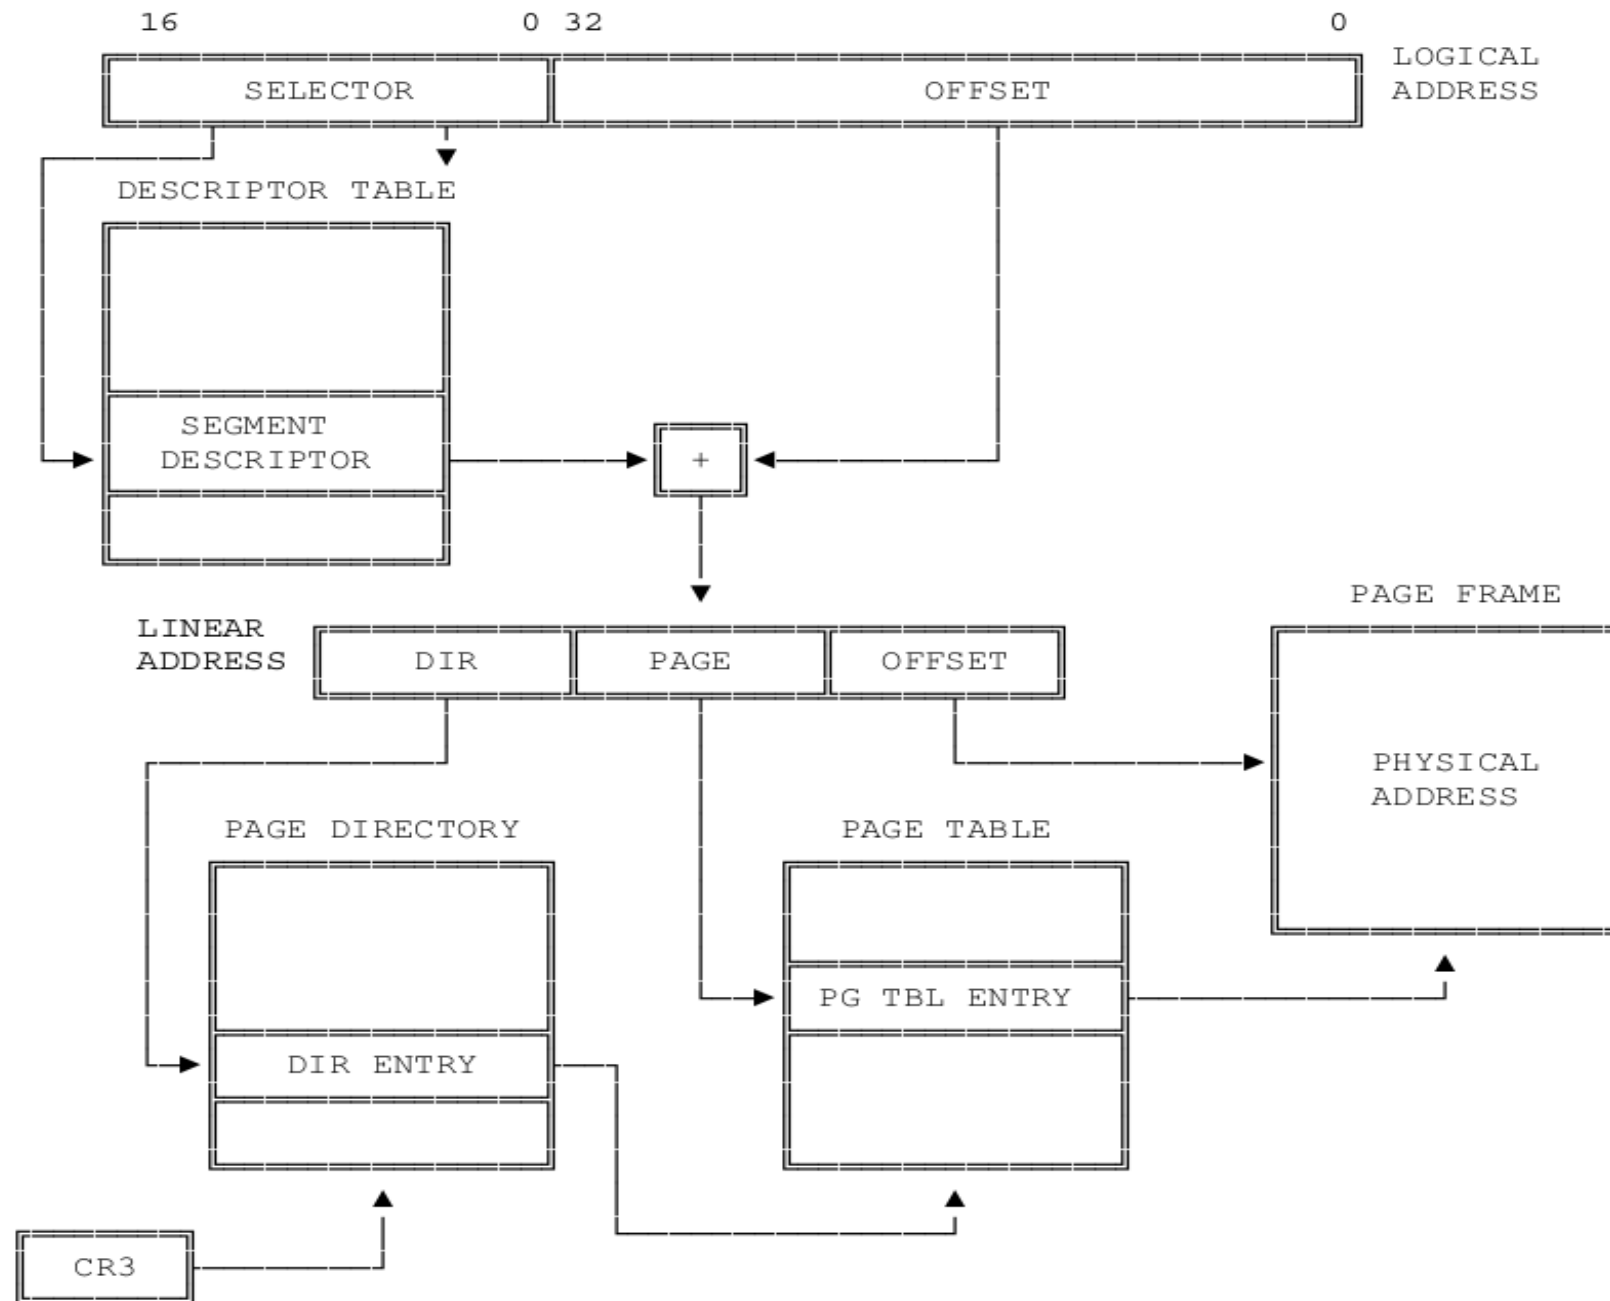 16 0 32 0
LOGICAL
ADDRESS
SELECTOR OFFSET
DESCRIPTOR TABLE
SEGMENT
DESCRIPTOR
+
PAGE FRAME
LINEAR
ADDRESS
DIR PAGE OFFSET
PHYSICAL
ADDRESS
PAGE DIRECTORY PAGE TABLE
PG TBL ENTRY
DIR ENTRY
CR3